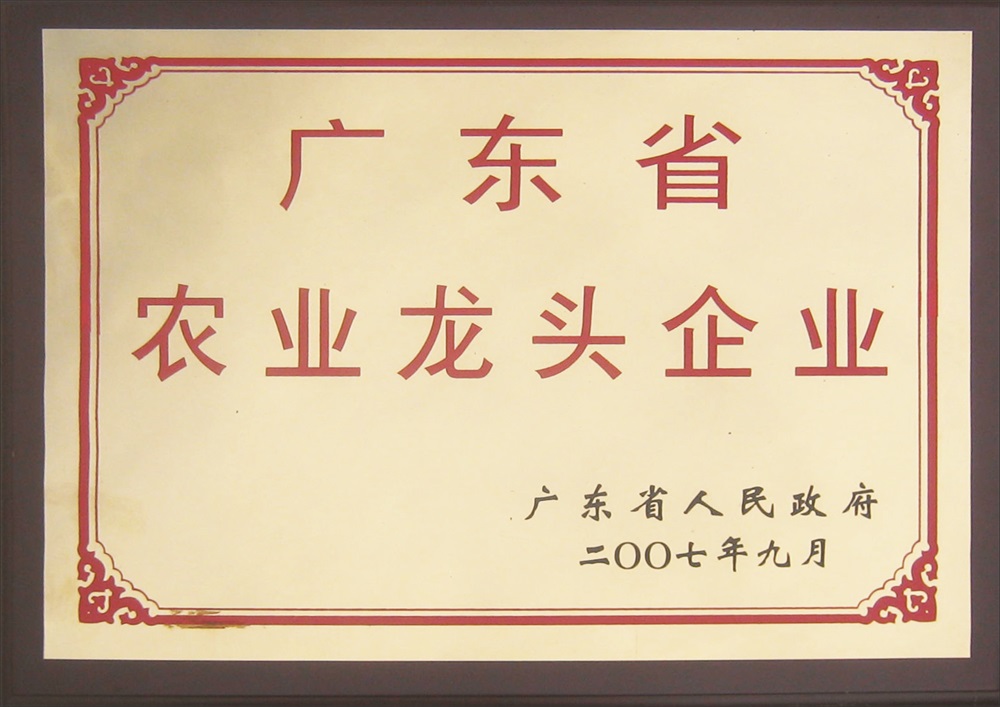 广东省
农业龙头企业
广东省人民政府
二〇〇七年九月